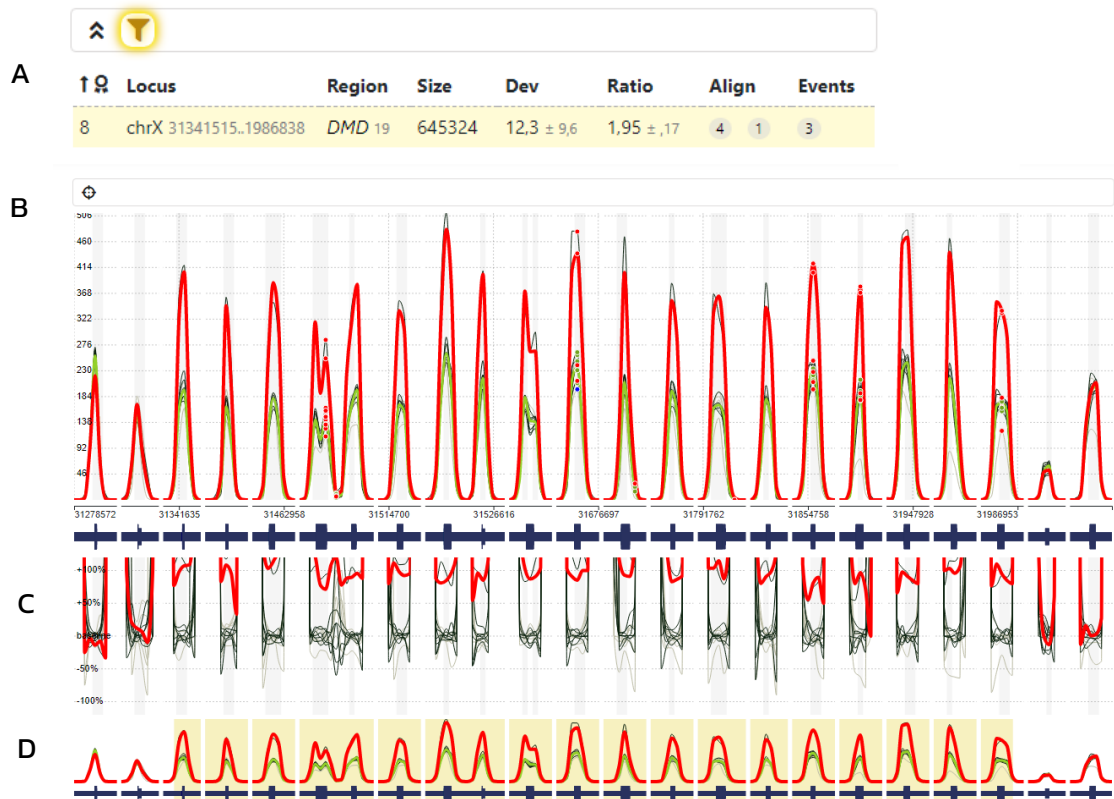 A
Locus Region Size Dev Ratio Align Events
8 chrX 31341515..1986838 DMD 19 645324 12,3 ± 9,6 1,95 ± ,17 4 1 3
B
506
460
414
368
322
276
230
184
138
92
46
31278572 31341635 31462958 31514700 31526616 31676697 31791762 31854758 31947928 31986953
C
+100%
+50%
baseline
-50%
-100%
D